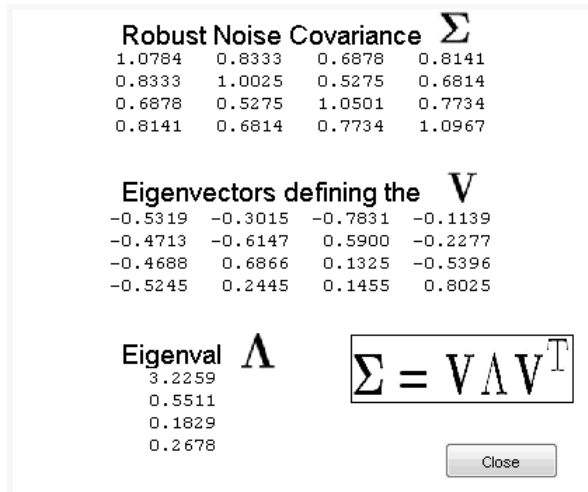 Robust Noise Covariance Σ
1.0784 0.8333 0.6878 0.8141
0.8333 1.0025 0.5275 0.6814
0.6878 0.5275 1.0501 0.7734
0.8141 0.6814 0.7734 1.0967
Eigenvectors defining the V
-0.5319 -0.3015 -0.7831 -0.1139
-0.4713 -0.6147 0.5900 -0.2277
-0.4688 0.6866 0.1325 -0.5396
-0.5245 0.2445 0.1455 0.8025
Eigenval Λ
3.2259
0.5511
0.1829
0.2678
Σ = VΛV^T
Close